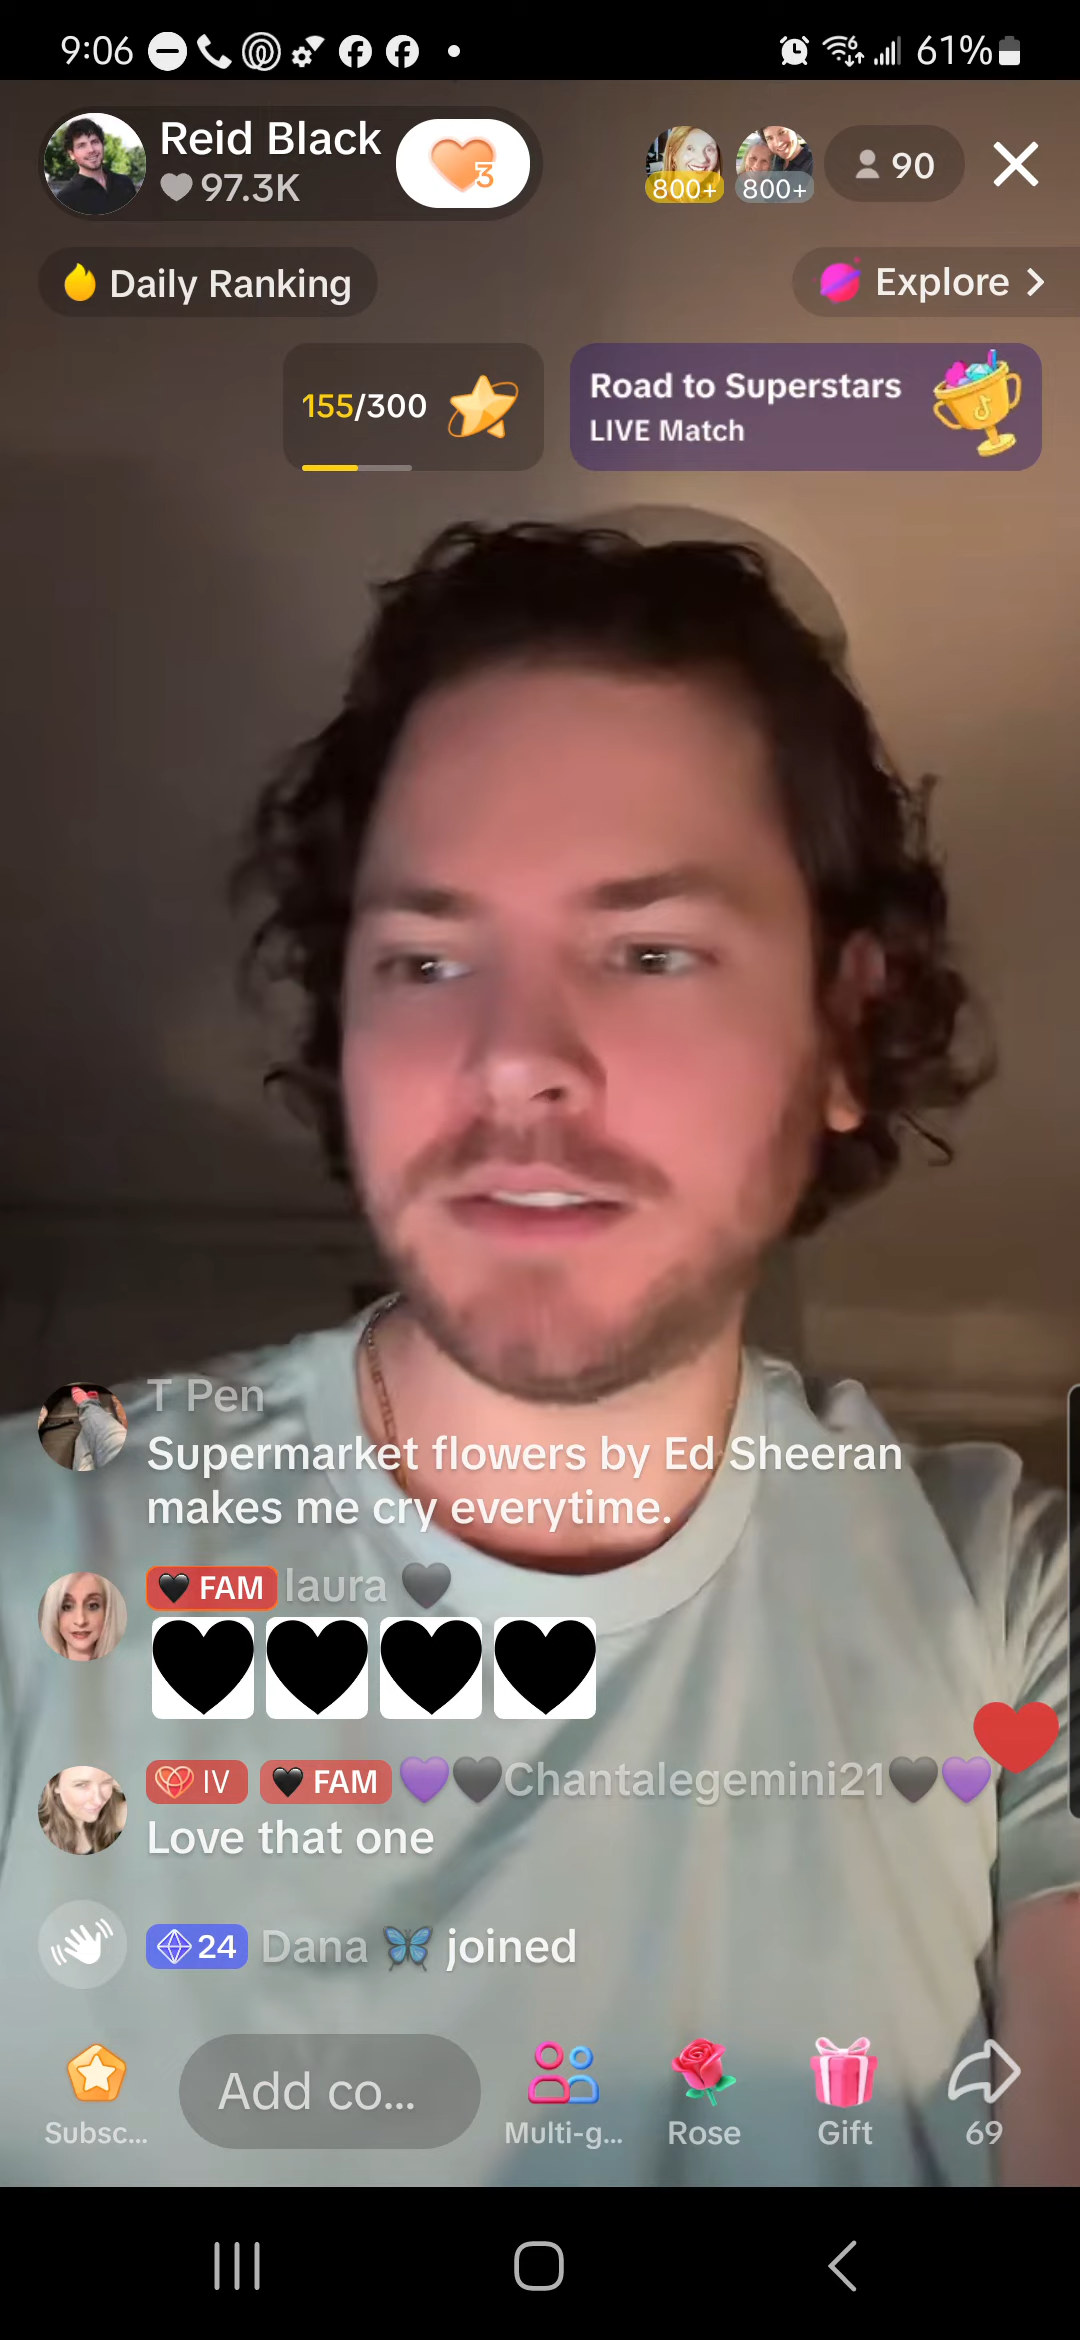 9:06
61%
Reid Black
97.3K
3
800+
800+
90
Daily Ranking
Explore
155/300
Road to Superstars
LIVE Match
T Pen
Supermarket flowers by Ed Sheeran
makes me cry everytime.
🖤 FAM laura 🖤
🖤🖤🖤🖤
IV 🖤 FAM 💜🖤Chantalegemini21🖤💜
Love that one
24 Dana 🦋 joined
Subsc...
Add co...
Multi-g...
Rose
Gift
69